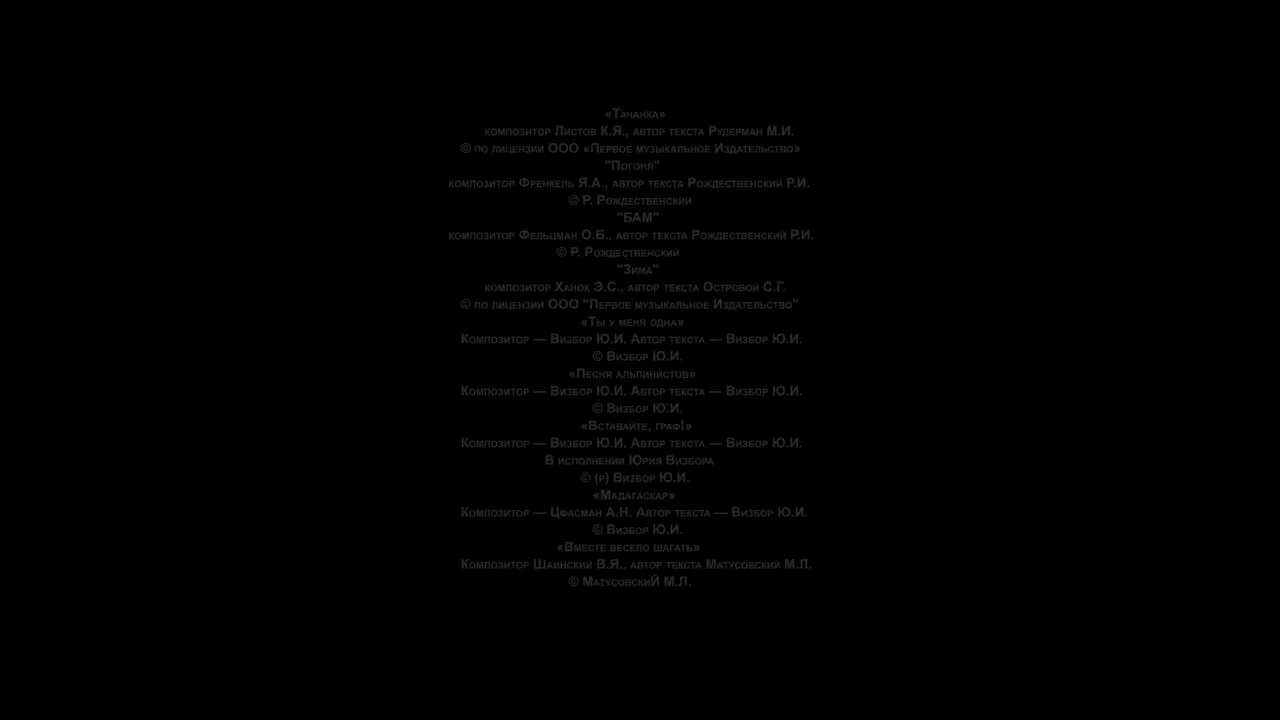 «Тачанка»
композитор Листов К.Я., автор текста Рудерман М.И.
© по лицензии ООО «Первое музыкальное Издательство»
"Погоня"
композитор Френкель Я.А., автор текста Рождественский Р.И.
© Р. Рождественский
"БАМ"
композитор Фельцман О.Б., автор текста Рождественский Р.И.
© Р. Рождественский
"Зима"
композитор Ханок Э.С., автор текста Островой С.Г.
© по лицензии ООО "Первое музыкальное Издательство"
«Ты у меня одна»
Композитор — Визбор Ю.И. Автор текста — Визбор Ю.И.
© Визбор Ю.И.
«Песня альпинистов»
Композитор — Визбор Ю.И. Автор текста — Визбор Ю.И.
© Визбор Ю.И.
«Вставайте, граф!»
Композитор — Визбор Ю.И. Автор текста — Визбор Ю.И.
В исполнении Юрия Визбора
© (р) Визбор Ю.И.
«Мадагаскар»
Композитор — Цфасман А.Н. Автор текста — Визбор Ю.И.
© Визбор Ю.И.
«Вместе весело шагать»
Композитор Шаинский В.Я., автор текста Матусовский М.Л.
© МатусовскиЙ М.Л.